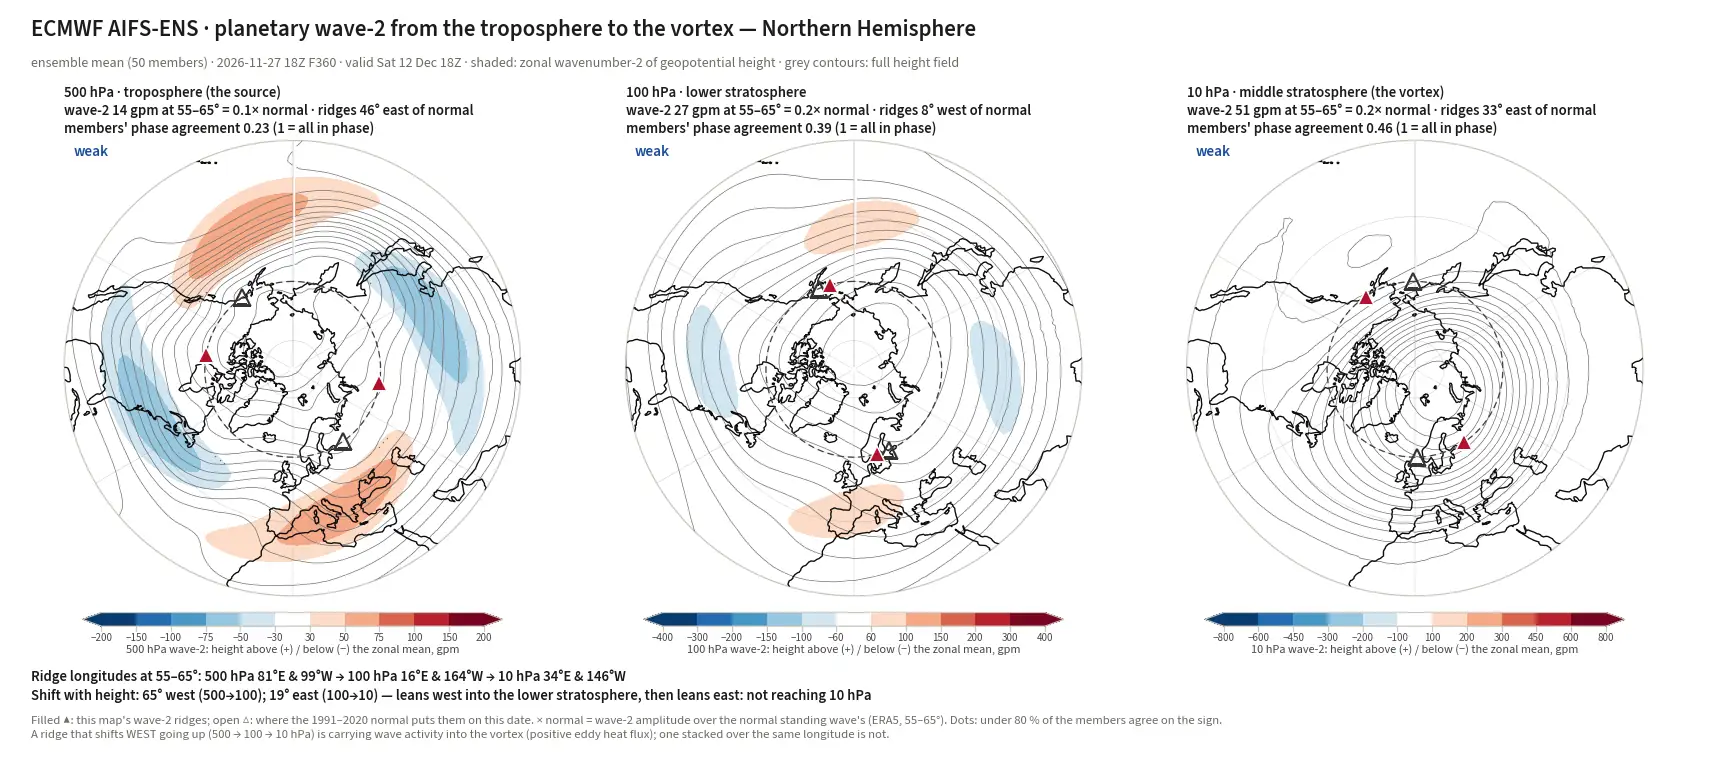 ECMWF AIFS-ENS · planetary wave-2 from the troposphere to the vortex — Northern Hemisphere
ensemble mean (50 members) · 2026-11-27 18Z F360 · valid Sat 12 Dec 18Z · shaded: zonal wavenumber-2 of geopotential height · grey contours: full height field
500 hPa · troposphere (the source)
wave-2 14 gpm at 55–65° = 0.1× normal · ridges 46° east of normal
members' phase agreement 0.23 (1 = all in phase)
weak
100 hPa · lower stratosphere
wave-2 27 gpm at 55–65° = 0.2× normal · ridges 8° west of normal
members' phase agreement 0.39 (1 = all in phase)
weak
10 hPa · middle stratosphere (the vortex)
wave-2 51 gpm at 55–65° = 0.2× normal · ridges 33° east of normal
members' phase agreement 0.46 (1 = all in phase)
weak
−200 −150 −100 −75 −50 −30 30 50 75 100 150 200
500 hPa wave-2: height above (+) / below (−) the zonal mean, gpm
−400 −300 −200 −150 −100 −60 60 100 150 200 300 400
100 hPa wave-2: height above (+) / below (−) the zonal mean, gpm
−800 −600 −450 −300 −200 −100 100 200 300 450 600 800
10 hPa wave-2: height above (+) / below (−) the zonal mean, gpm
Ridge longitudes at 55–65°: 500 hPa 81°E & 99°W → 100 hPa 16°E & 164°W → 10 hPa 34°E & 146°W
Shift with height: 65° west (500→100); 19° east (100→10) — leans west into the lower stratosphere, then leans east: not reaching 10 hPa
Filled ▲: this map's wave-2 ridges; open △: where the 1991–2020 normal puts them on this date. × normal = wave-2 amplitude over the normal standing wave's (ERA5, 55–65°). Dots: under 80 % of the members agree on the sign.
A ridge that shifts WEST going up (500 → 100 → 10 hPa) is carrying wave activity into the vortex (positive eddy heat flux); one stacked over the same longitude is not.